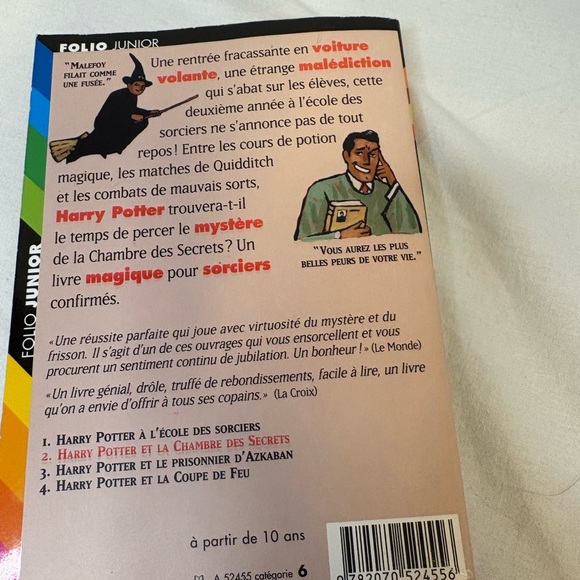 FOLIO JUNIOR
"MALEFOY
FILAIT COMME
UNE FUSÉE."
Une rentrée fracassante en voiture
volante, une étrange malédiction
qui s'abat sur les élèves, cette
deuxième année à l'école des
sorciers ne s'annonce pas de tout
repos ! Entre les cours de potion
magique, les matches de Quidditch
et les combats de mauvais sorts,
Harry Potter trouvera-t-il
le temps de percer le mystère
de la Chambre des Secrets ? Un
livre magique pour sorciers
confirmés.
"VOUS AUREZ LES PLUS
BELLES PEURS DE VOTRE VIE."
FOLIO JUNIOR
« Une réussite parfaite qui joue avec virtuosité du mystère et du
frisson. Il s'agit d'un de ces ouvrages qui vous ensorcellent et vous
procurent un sentiment continu de jubilation. Un bonheur ! » (Le Monde)
« Un livre génial, drôle, truffé de rebondissements, facile à lire, un livre
qu'on a envie d'offrir à tous ses copains. » (La Croix)
1. HARRY POTTER À L'ÉCOLE DES SORCIERS
2. HARRY POTTER ET LA CHAMBRE DES SECRETS
3. HARRY POTTER ET LE PRISONNIER D'AZKABAN
4. HARRY POTTER ET LA COUPE DE FEU
à partir de 10 ans
A 52455 catégorie 6
9 782070 524556